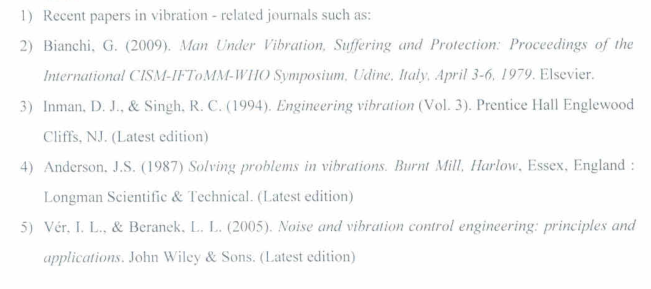 1) Recent papers in vibration - related journals such as:
2) Bianchi, G. (2009). Man Under Vibration, Suffering and Protection: Proceedings of the
International CISM-IFToMM-WHO Symposium, Udine, Italy, April 3-6, 1979. Elsevier.
3) Inman, D. J., & Singh, R. C. (1994). Engineering vibration (Vol. 3). Prentice Hall Englewood
Cliffs, NJ. (Latest edition)
4) Anderson, J.S. (1987) Solving problems in vibrations. Burnt Mill, Harlow, Essex, England :
Longman Scientific & Technical. (Latest edition)
5) Vér, I. L., & Beranek, L. L. (2005). Noise and vibration control engineering: principles and
applications. John Wiley & Sons. (Latest edition)